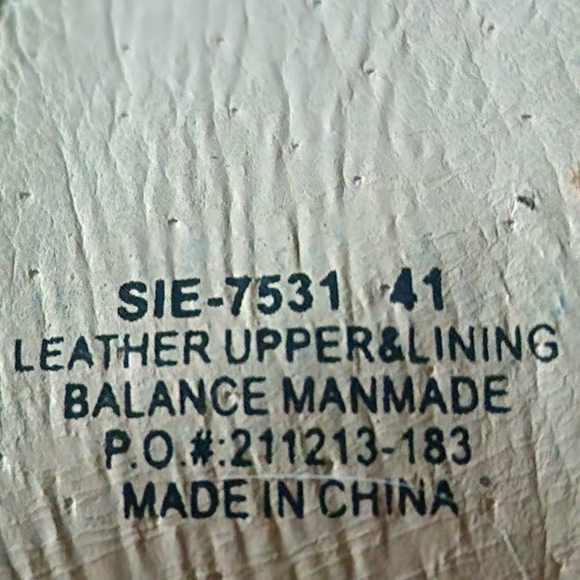 SIE-7531 41
LEATHER UPPER&LINING
BALANCE MANMADE
P.O.#:211213-183
MADE IN CHINA